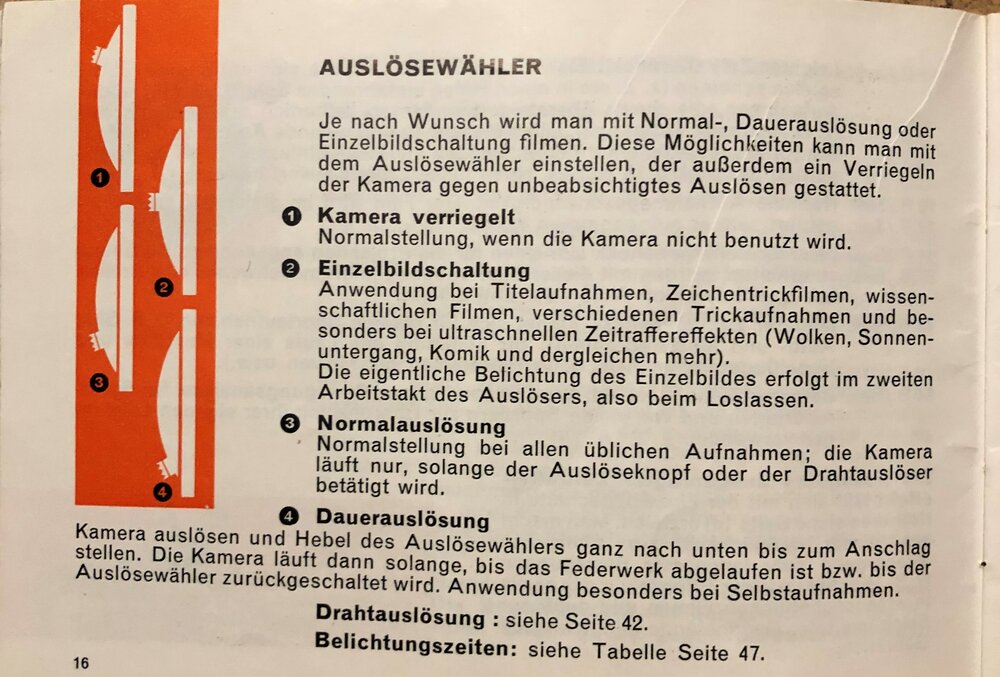 AUSLÖSEWÄHLER
Je nach Wunsch wird man mit Normal-, Dauerauslösung oder
Einzelbildschaltung filmen. Diese Möglichkeiten kann man mit
dem Auslösewähler einstellen, der außerdem ein Verriegeln
der Kamera gegen unbeabsichtigtes Auslösen gestattet.
1 Kamera verriegelt
Normalstellung, wenn die Kamera nicht benutzt wird.
2 Einzelbildschaltung
Anwendung bei Titelaufnahmen, Zeichentrickfilmen, wissen-
schaftlichen Filmen, verschiedenen Trickaufnahmen und be-
sonders bei ultraschnellen Zeitraffereffekten (Wolken, Sonnen-
untergang, Komik und dergleichen mehr).
Die eigentliche Belichtung des Einzelbildes erfolgt im zweiten
Arbeitstakt des Auslösers, also beim Loslassen.
3 Normalauslösung
Normalstellung bei allen üblichen Aufnahmen; die Kamera
läuft nur, solange der Auslöseknopf oder der Drahtauslöser
betätigt wird.
4 Dauerauslösung
Kamera auslösen und Hebel des Auslösewählers ganz nach unten bis zum Anschlag
stellen. Die Kamera läuft dann solange, bis das Federwerk abgelaufen ist bzw. bis der
Auslösewähler zurückgeschaltet wird. Anwendung besonders bei Selbstaufnahmen.
Drahtauslösung : siehe Seite 42.
Belichtungszeiten: siehe Tabelle Seite 47.
16
1
2
3
4